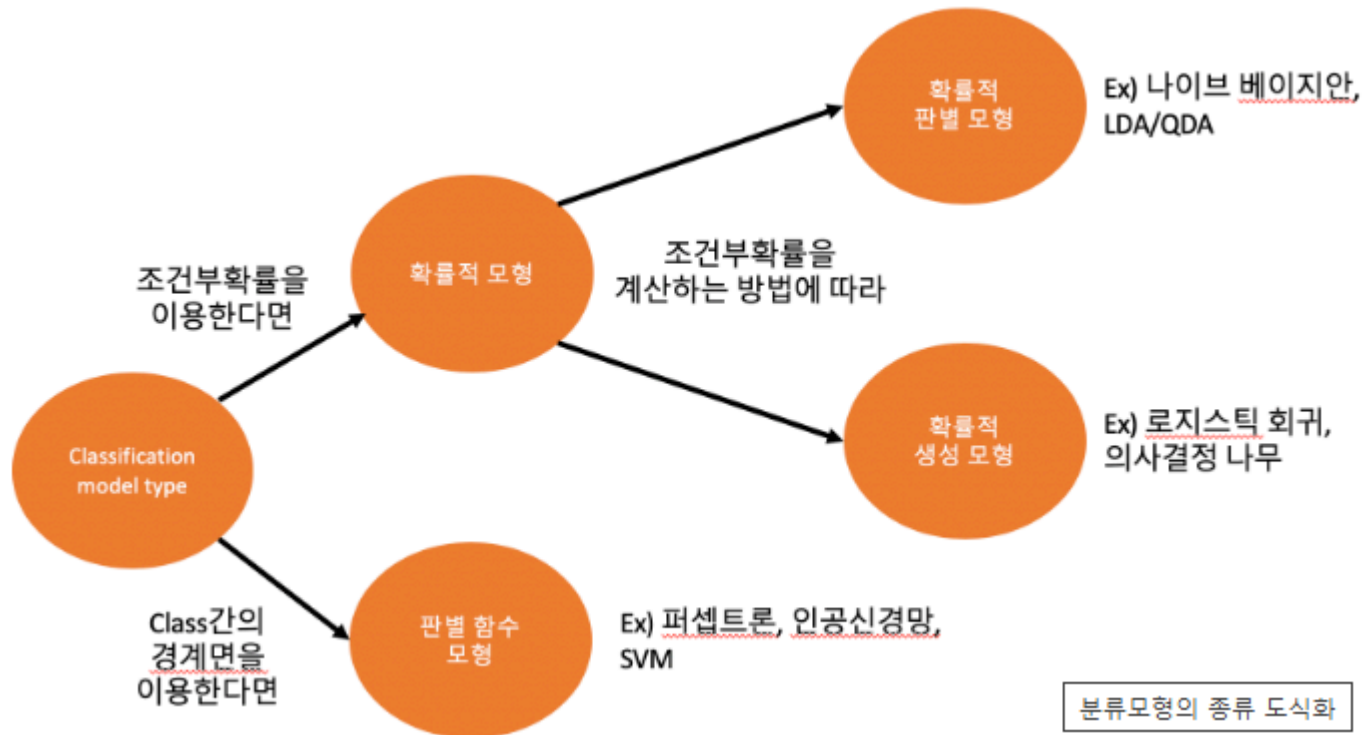 Classification
model type
조건부확률을
이용한다면
확률적 모형
조건부확률을
계산하는 방법에 따라
확률적
판별 모형
Ex) 나이브 베이지안,
LDA/QDA
확률적
생성 모형
Ex) 로지스틱 회귀,
의사결정 나무
Class간의
경계면을
이용한다면
판별 함수
모형
Ex) 퍼셉트론, 인공신경망,
SVM
분류모형의 종류 도식화